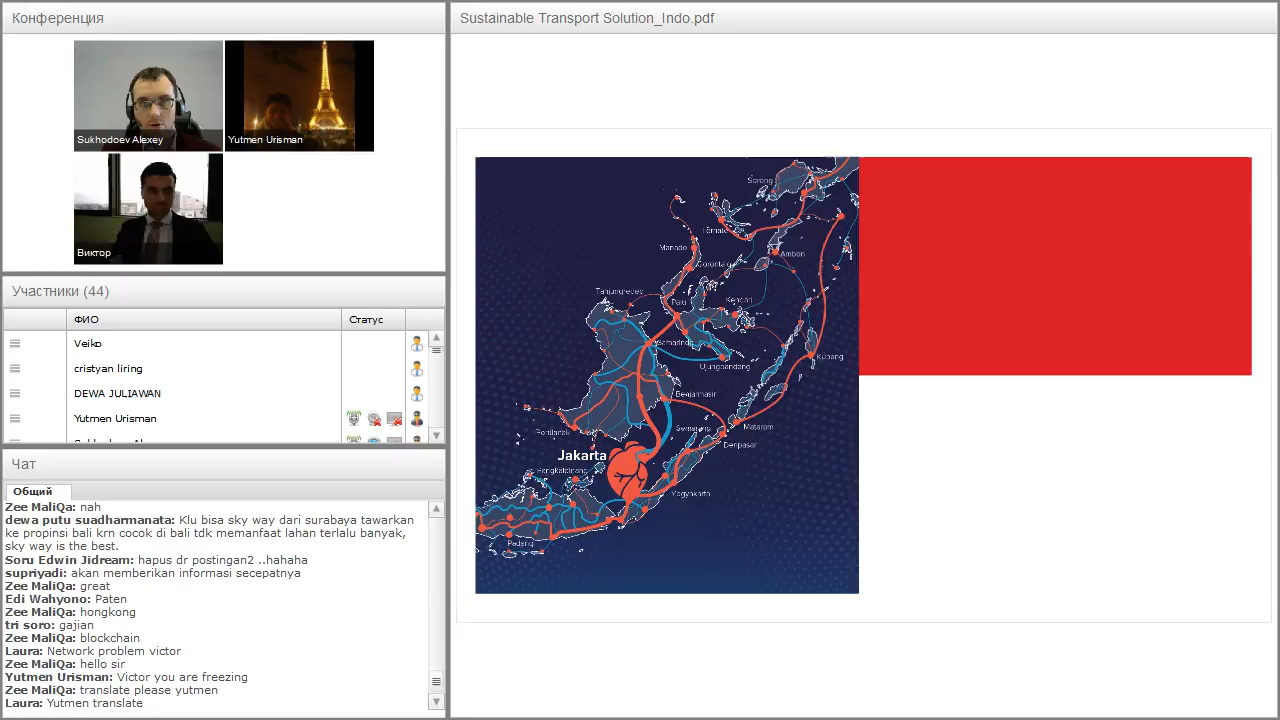 Конференция
Sukhodoev Alexey
Yutmen Urisman
Виктор
Участники (44)
ФИО
Статус
Veiko
cristyan liring
DEWA JULIAWAN
Yutmen Urisman
Чат
Общий
Zee MaliQa: nah
dewa putu suadharmanata: Klu bisa sky way dari surabaya tawarkan
ke propinsi bali krn cocok di bali tdk memanfaat lahan terlalu banyak,
sky way is the best.
Soru Edwin Jidream: hapus dr postingan2 ..hahaha
supriyadi: akan memberikan informasi secepatnya
Zee MaliQa: great
Edi Wahyono: Paten
Zee MaliQa: hongkong
tri soro: gajian
Zee MaliQa: blockchain
Laura: Network problem victor
Zee MaliQa: hello sir
Yutmen Urisman: Victor you are freezing
Zee MaliQa: translate please yutmen
Laura: Yutmen translate
Sustainable Transport Solution_Indo.pdf
Sorong
Ternate
Manado
Ambon
Gorontalo
Tanjungredep
Palu
Kendari
Samarinda
Kupang
Ujungpandang
Banjarmasin
Pontianak
Semarang
Mataram
Denpasar
Jakarta
Pangkalpinang
Yogyakarta
Padang